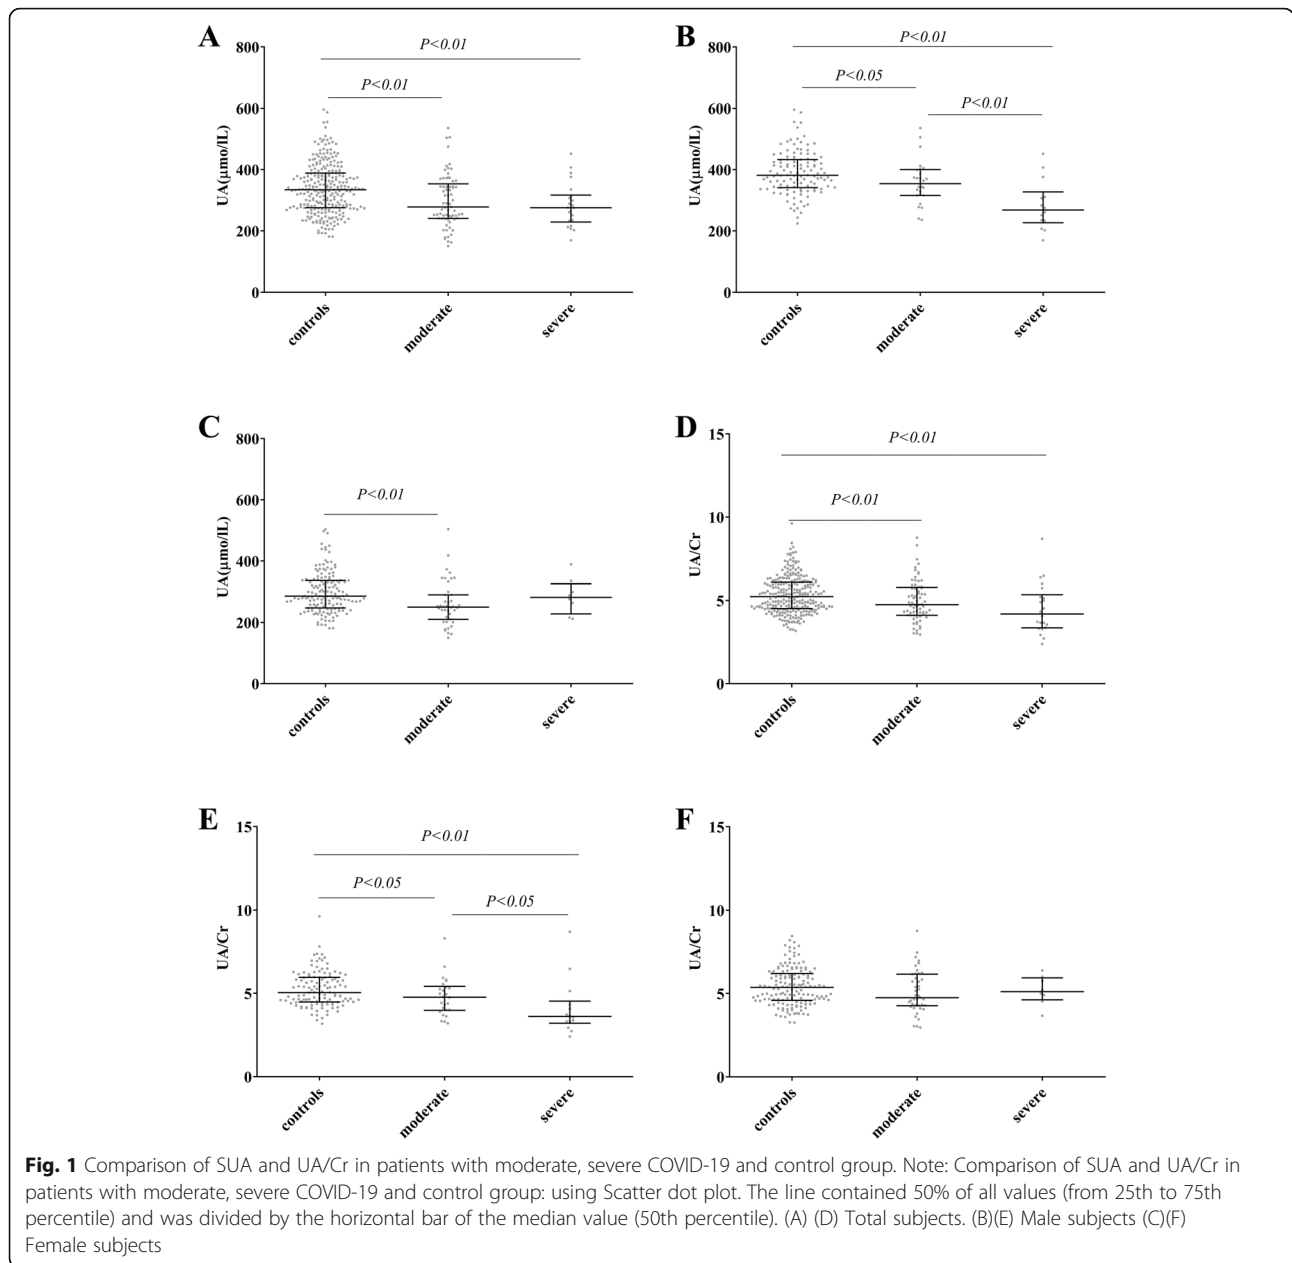 A
P<0.01
P<0.01
800
600
400
200
0
UA(μmo/lL)
controls
moderate
severe
B
P<0.01
P<0.05
P<0.01
800
600
400
200
0
UA(μmo/lL)
controls
moderate
severe
C
P<0.01
800
600
400
200
0
UA(μmo/lL)
controls
moderate
severe
D
P<0.01
P<0.01
15
10
5
0
UA/Cr
controls
moderate
severe
E
P<0.01
P<0.05
P<0.05
15
10
5
0
UA/Cr
controls
moderate
severe
F
15
10
5
0
UA/Cr
controls
moderate
severe
Fig. 1 Comparison of SUA and UA/Cr in patients with moderate, severe COVID-19 and control group. Note: Comparison of SUA and UA/Cr in
patients with moderate, severe COVID-19 and control group: using Scatter dot plot. The line contained 50% of all values (from 25th to 75th
percentile) and was divided by the horizontal bar of the median value (50th percentile). (A) (D) Total subjects. (B)(E) Male subjects (C)(F)
Female subjects